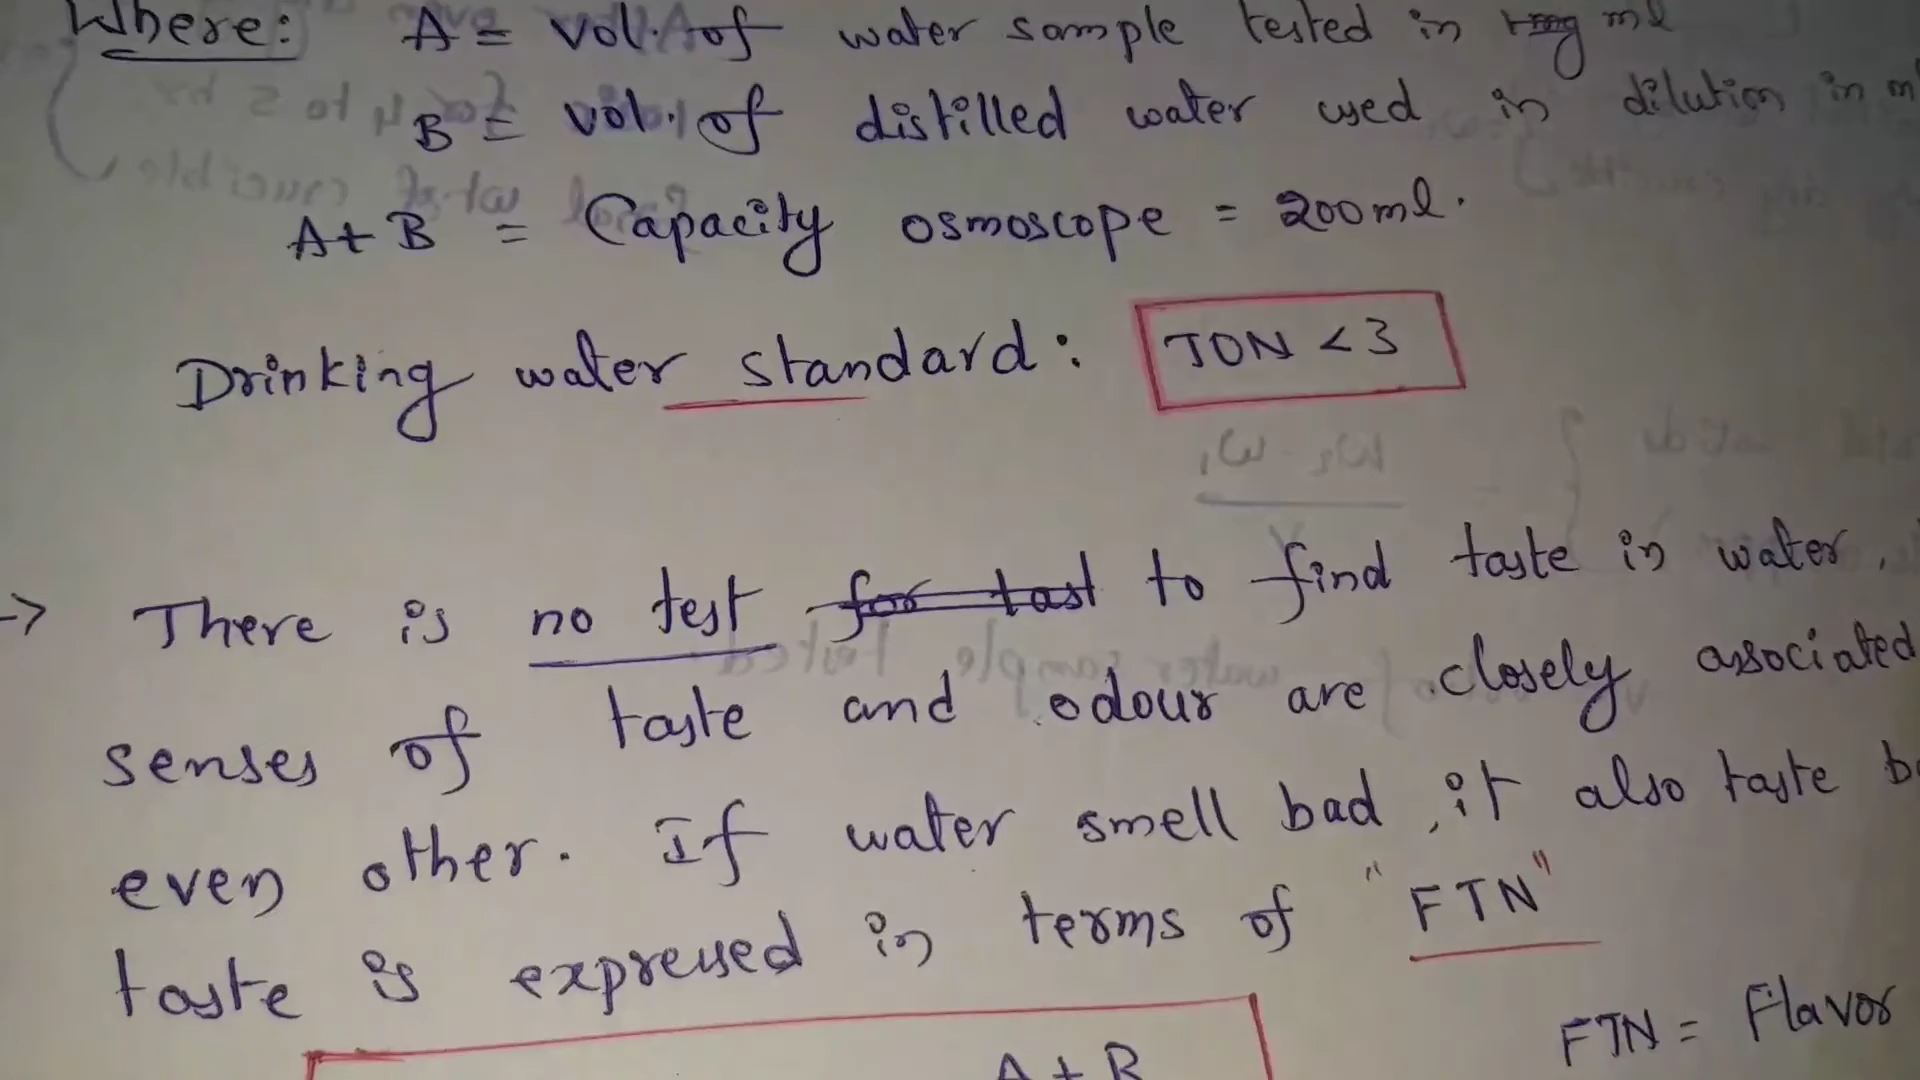 Where: A = vol. of water sample tested in ml
B = vol. of distilled water used in dilution in
A + B = Capacity osmoscope = 200 ml.
Drinking water standard: TON < 3
-> There is no test for tast to find taste in water.
senses of taste and odour are closely associated
even other. If water smell bad, it also taste
taste is expressed in terms of "FTN"
FTN = Flavor
A + B